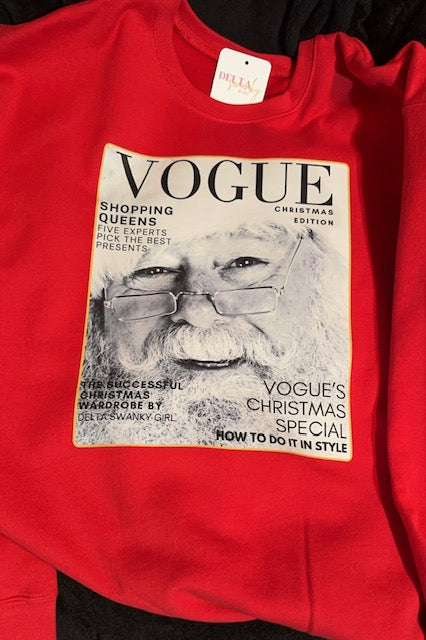 DELTA
VOGUE
CHRISTMAS
EDITION
SHOPPING
QUEENS
FIVE EXPERTS
PICK THE BEST
PRESENTS
THE SUCCESSFUL
CHRISTMAS
WARDROBE BY
DELTA SWANKY GIRL
VOGUE'S
CHRISTMAS
SPECIAL
HOW TO DO IT IN STYLE